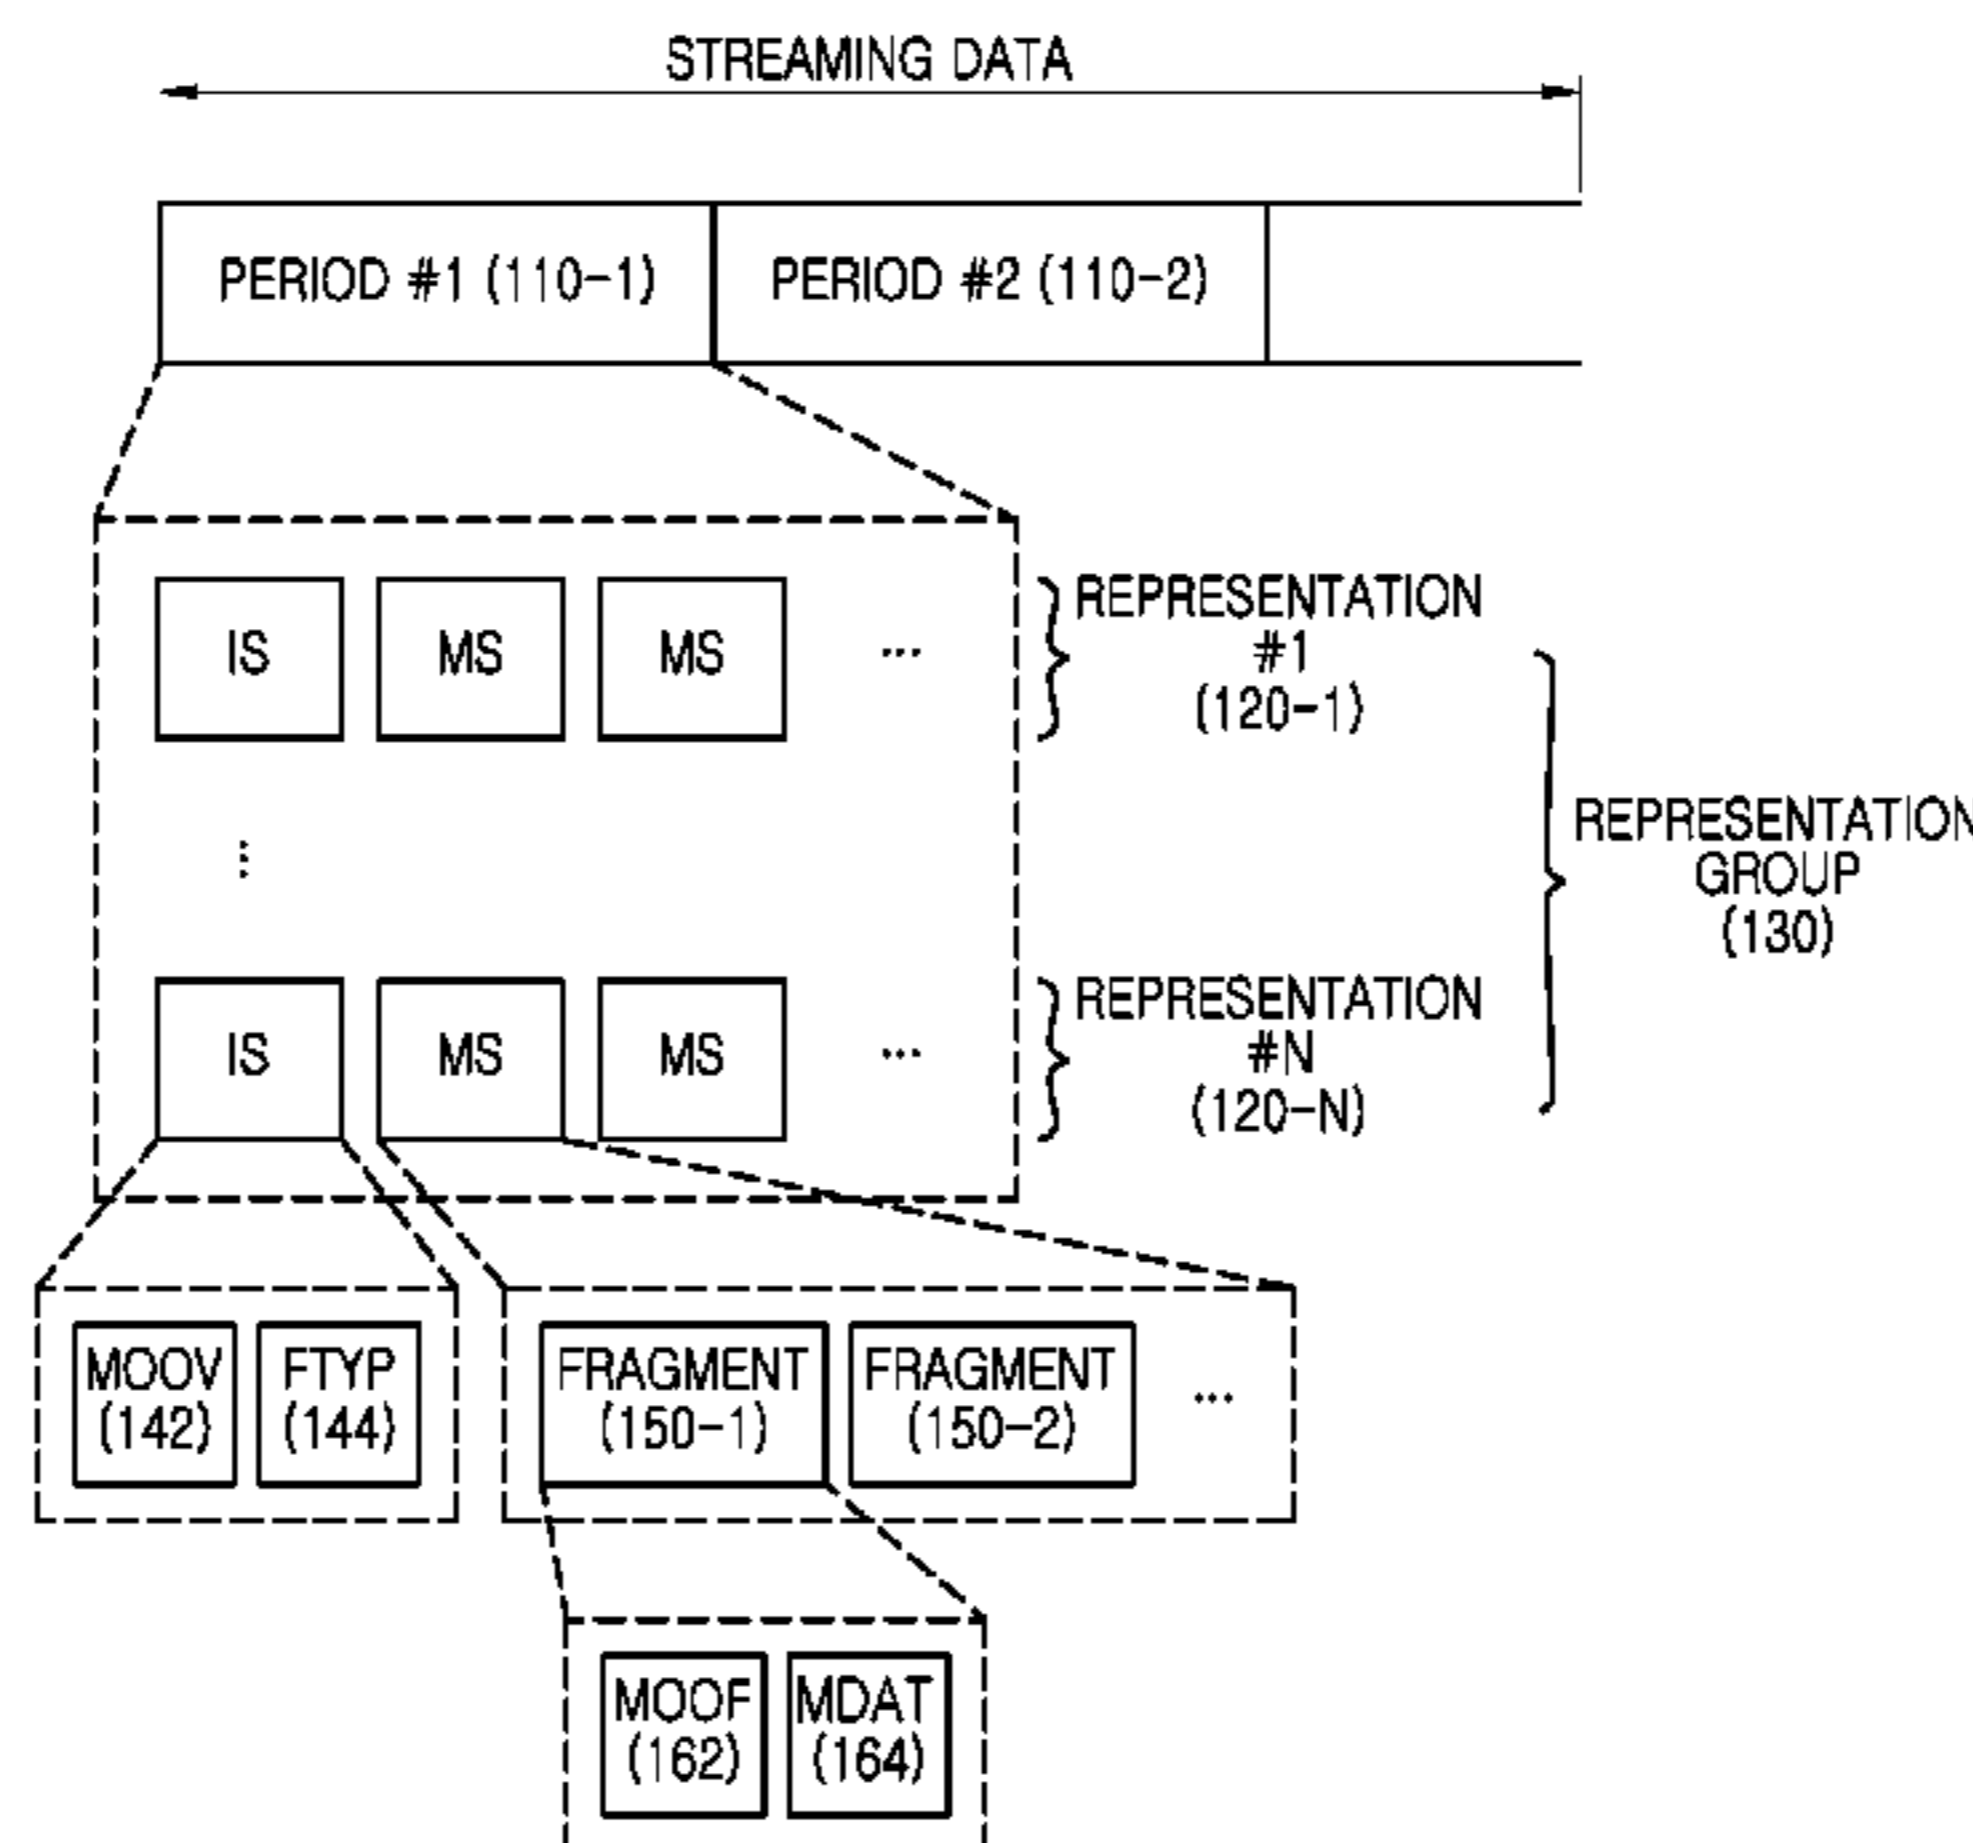 STREAMING DATA
PERIOD #1 (110-1)
PERIOD #2 (110-2)
IS
MS
MS
...
REPRESENTATION
#1
(120-1)
⋮
REPRESENTATION
GROUP
(130)
IS
MS
MS
...
REPRESENTATION
#N
(120-N)
MOOV
(142)
FTYP
(144)
FRAGMENT
(150-1)
FRAGMENT
(150-2)
...
MOOF
(162)
MDAT
(164)